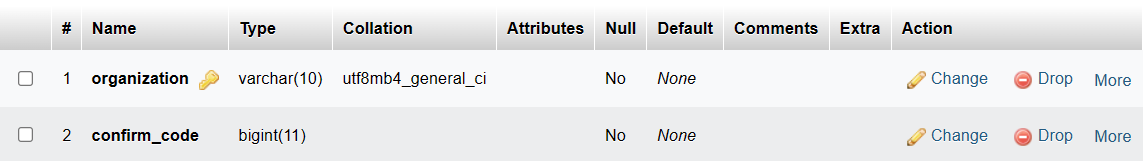 # Name Type Collation Attributes Null Default Comments Extra Action
1 organization varchar(10) utf8mb4_general_ci No None Change Drop More
2 confirm_code bigint(11) No None Change Drop More